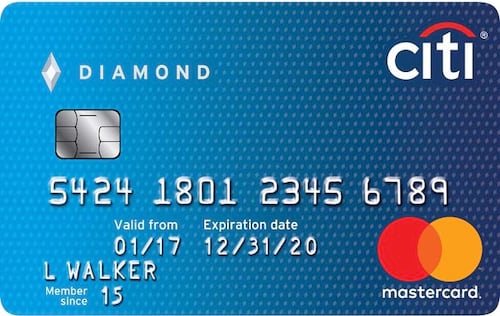 citi®
DIAMOND
5424 1801 2345 6789
Valid from Expiration date
01/17 12/31/20
L WALKER
Member since 15
mastercard.